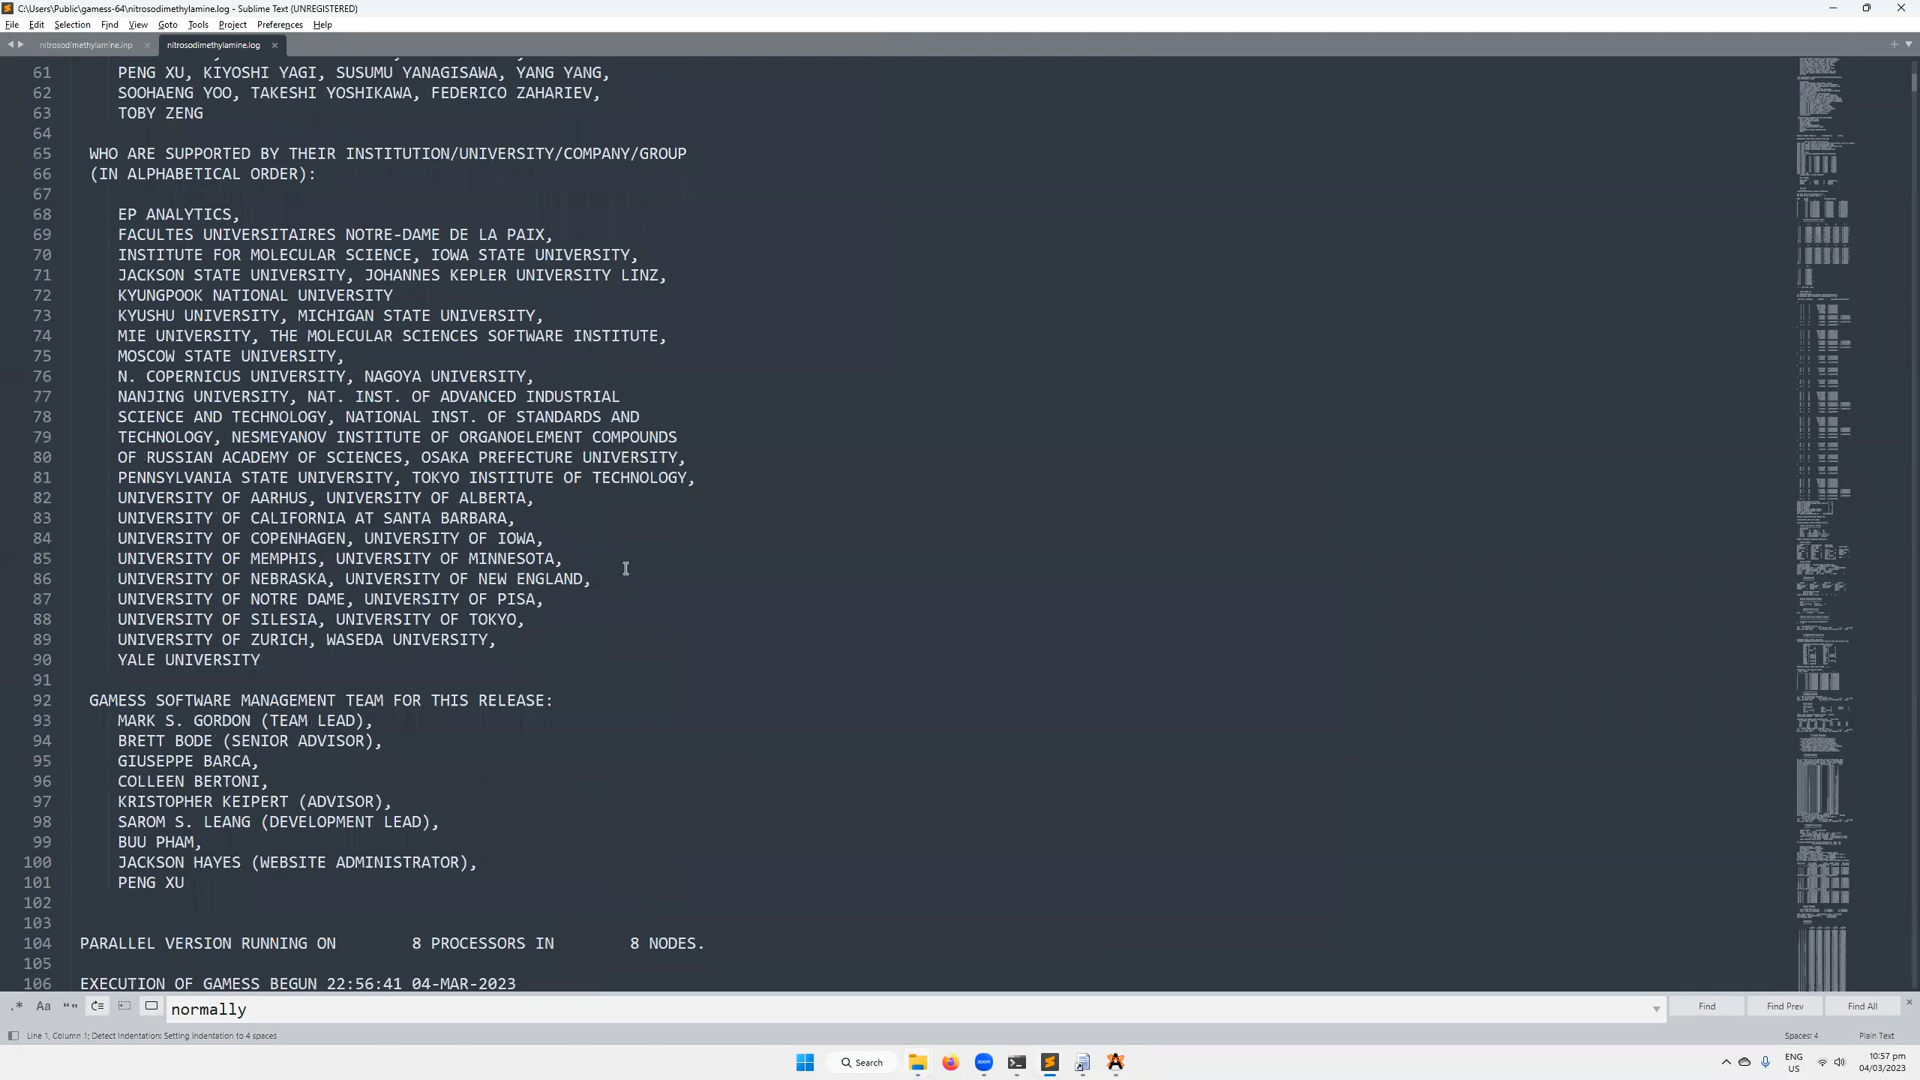 C:\Users\Public\gamess-64\nitrosodimethylamine.log - Sublime Text (UNREGISTERED)
File Edit Selection Find View Goto Tools Project Preferences Help
nitrosodimethylamine.inp nitrosodimethylamine.log
61 PENG XU, KIYOSHI YAGI, SUSUMU YANAGISAWA, YANG YANG,
62 SOOHAENG YOO, TAKESHI YOSHIKAWA, FEDERICO ZAHARIEV,
63 TOBY ZENG
64
65 WHO ARE SUPPORTED BY THEIR INSTITUTION/UNIVERSITY/COMPANY/GROUP
66 (IN ALPHABETICAL ORDER):
67
68 EP ANALYTICS,
69 FACULTES UNIVERSITAIRES NOTRE-DAME DE LA PAIX,
70 INSTITUTE FOR MOLECULAR SCIENCE, IOWA STATE UNIVERSITY,
71 JACKSON STATE UNIVERSITY, JOHANNES KEPLER UNIVERSITY LINZ,
72 KYUNGPOOK NATIONAL UNIVERSITY
73 KYUSHU UNIVERSITY, MICHIGAN STATE UNIVERSITY,
74 MIE UNIVERSITY, THE MOLECULAR SCIENCES SOFTWARE INSTITUTE,
75 MOSCOW STATE UNIVERSITY,
76 N. COPERNICUS UNIVERSITY, NAGOYA UNIVERSITY,
77 NANJING UNIVERSITY, NAT. INST. OF ADVANCED INDUSTRIAL
78 SCIENCE AND TECHNOLOGY, NATIONAL INST. OF STANDARDS AND
79 TECHNOLOGY, NESMEYANOV INSTITUTE OF ORGANOELEMENT COMPOUNDS
80 OF RUSSIAN ACADEMY OF SCIENCES, OSAKA PREFECTURE UNIVERSITY,
81 PENNSYLVANIA STATE UNIVERSITY, TOKYO INSTITUTE OF TECHNOLOGY,
82 UNIVERSITY OF AARHUS, UNIVERSITY OF ALBERTA,
83 UNIVERSITY OF CALIFORNIA AT SANTA BARBARA,
84 UNIVERSITY OF COPENHAGEN, UNIVERSITY OF IOWA,
85 UNIVERSITY OF MEMPHIS, UNIVERSITY OF MINNESOTA,
86 UNIVERSITY OF NEBRASKA, UNIVERSITY OF NEW ENGLAND,
87 UNIVERSITY OF NOTRE DAME, UNIVERSITY OF PISA,
88 UNIVERSITY OF SILESIA, UNIVERSITY OF TOKYO,
89 UNIVERSITY OF ZURICH, WASEDA UNIVERSITY,
90 YALE UNIVERSITY
91
92 GAMESS SOFTWARE MANAGEMENT TEAM FOR THIS RELEASE:
93 MARK S. GORDON (TEAM LEAD),
94 BRETT BODE (SENIOR ADVISOR),
95 GIUSEPPE BARCA,
96 COLLEEN BERTONI,
97 KRISTOPHER KEIPERT (ADVISOR),
98 SAROM S. LEANG (DEVELOPMENT LEAD),
99 BUU PHAM,
100 JACKSON HAYES (WEBSITE ADMINISTRATOR),
101 PENG XU
102
103
104 PARALLEL VERSION RUNNING ON 8 PROCESSORS IN 8 NODES.
105
106 EXECUTION OF GAMESS BEGUN 22:56:41 04-MAR-2023
.* Aa “” normally Find Find Prev Find All
Line 1, Column 1; Detect Indentation: Setting indentation to 4 spaces Spaces: 4 Plain Text
Search zoom ENG 10:57 pm
US 04/03/2023